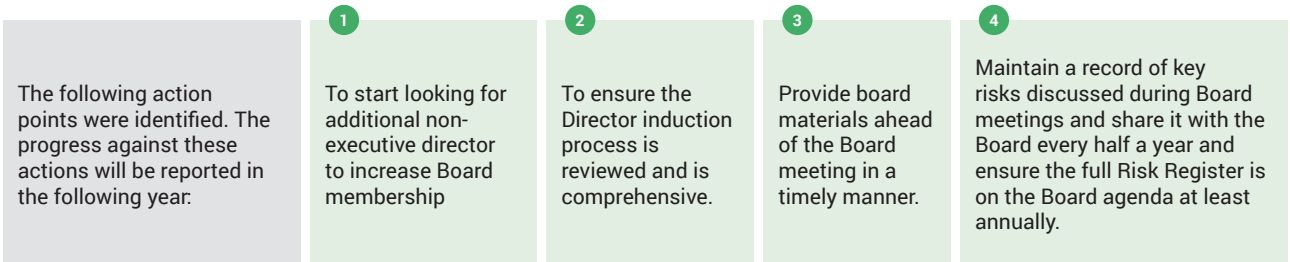 The following action
points were identified. The
progress against these
actions will be reported in
the following year:
1
To start looking for
additional non-
executive director
to increase Board
membership
2
To ensure the
Director induction
process is
reviewed and is
comprehensive.
3
Provide board
materials ahead
of the Board
meeting in a
timely manner.
4
Maintain a record of key
risks discussed during Board
meetings and share it with the
Board every half a year and
ensure the full Risk Register is
on the Board agenda at least
annually.